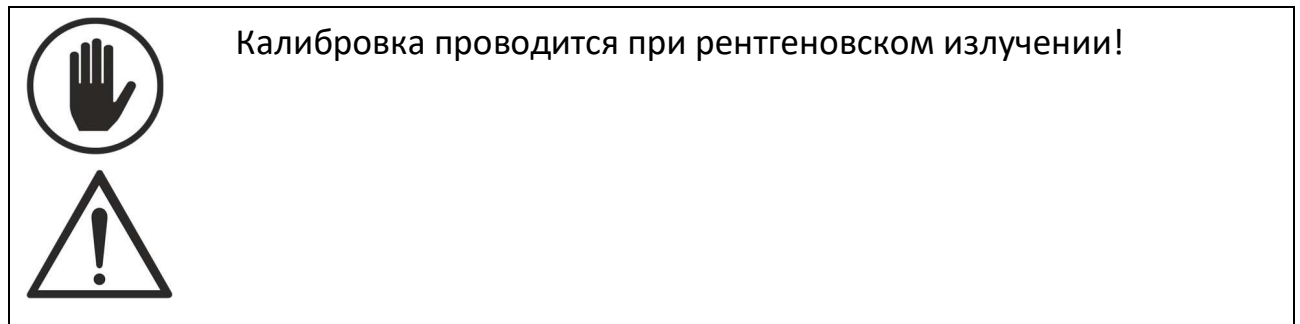 Калибровка проводится при рентгеновском излучении!